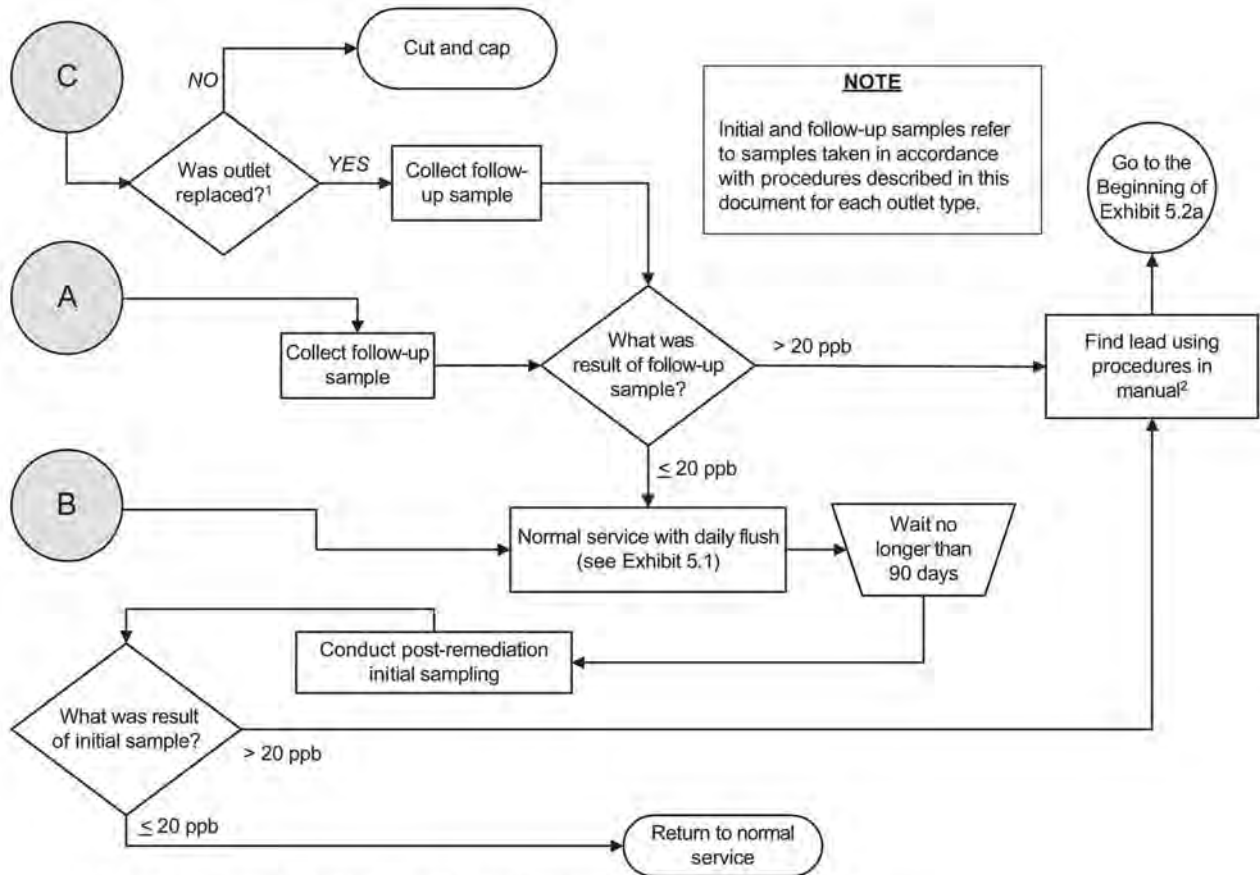 C
NO
Cut and cap
Was outlet
replaced?¹
YES
Collect follow-
up sample
NOTE
Initial and follow-up samples refer
to samples taken in accordance
with procedures described in this
document for each outlet type.
Go to the
Beginning of
Exhibit 5.2a
A
Collect follow-up
sample
What was
result of follow-up
sample?
> 20 ppb
Find lead using
procedures in
manual²
≤ 20 ppb
B
Normal service with daily flush
(see Exhibit 5.1)
Wait no
longer than
90 days
Conduct post-remediation
initial sampling
What was result
of initial sample?
> 20 ppb
≤ 20 ppb
Return to normal
service